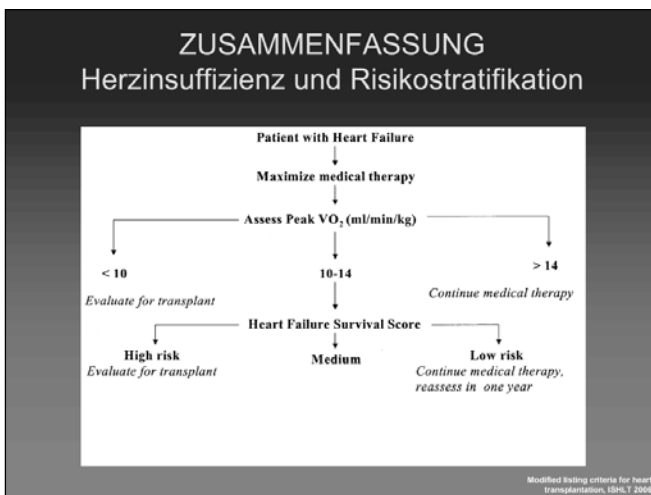 ZUSAMMENFASSUNG
Herzinsuffizienz und Risikostratifikation
Patient with Heart Failure
Maximize medical therapy
Assess Peak VO₂ (ml/min/kg)
< 10
10-14
> 14
Evaluate for transplant
Continue medical therapy
Heart Failure Survival Score
High risk
Medium
Low risk
Evaluate for transplant
Continue medical therapy,
reassess in one year
Modified listing criteria for heart
transplantation, ISHLT 2006